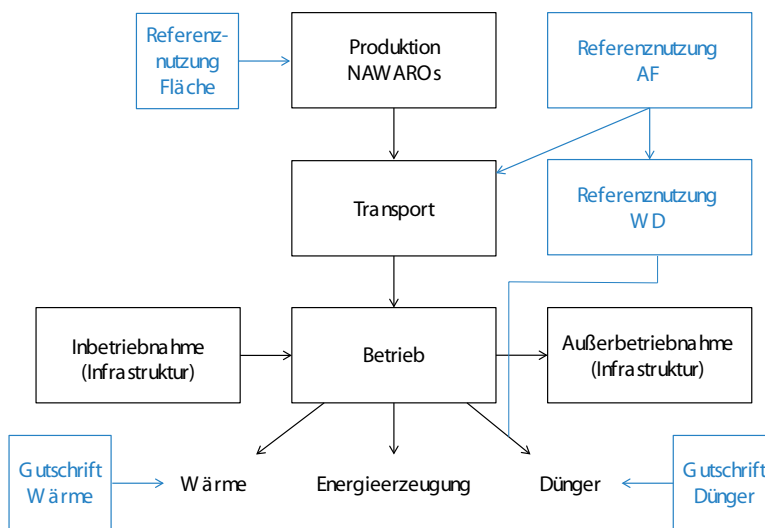 Referenz-
nutzung
Fläche
Produktion
NAWAROs
Referenznutzung
AF
Transport
Referenznutzung
WD
Inbetriebnahme
(Infrastruktur)
Betrieb
Außerbetriebnahme
(Infrastruktur)
Gutschrift
Wärme
Wärme
Energieerzeugung
Dünger
Gutschrift
Dünger